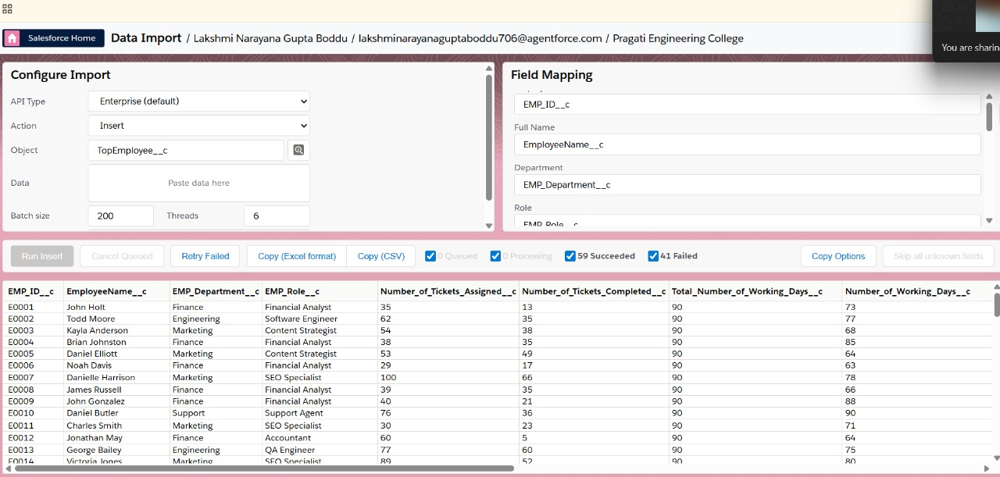 Salesforce Home Data Import / Lakshmi Narayana Gupta Boddu / lakshminarayanaguptaboddu706@agentforce.com / Pragati Engineering College
You are sharin
Configure Import
API Type Enterprise (default)
Action Insert
Object TopEmployee__c
Data Paste data here
Batch size 200 Threads 6
Field Mapping
EMP_ID__c
Full Name
EmployeeName__c
Department
EMP_Department__c
Role
EMP_Role__c
Run Insert Cancel Queued Retry Failed Copy (Excel format) Copy (CSV) 0 Queued 0 Processing 59 Succeeded 41 Failed Copy Options Skip all unknown fields
EMP_ID__c EmployeeName__c EMP_Department__c EMP_Role__c Number_of_Tickets_Assigned__c Number_of_Tickets_Completed__c Total_Number_of_Working_Days__c Number_of_Working_Days__c
E0001 John Holt Finance Financial Analyst 35 13 90 73
E0002 Todd Moore Engineering Software Engineer 62 35 90 77
E0003 Kayla Anderson Marketing Content Strategist 54 38 90 68
E0004 Brian Johnston Finance Financial Analyst 38 35 90 85
E0005 Daniel Elliott Marketing Content Strategist 53 49 90 64
E0006 Noah Davis Finance Financial Analyst 29 17 90 63
E0007 Danielle Harrison Marketing SEO Specialist 100 66 90 78
E0008 James Russell Finance Financial Analyst 39 35 90 66
E0009 John Gonzalez Finance Financial Analyst 40 21 90 88
E0010 Daniel Butler Support Support Agent 76 36 90 90
E0011 Charles Smith Marketing SEO Specialist 30 23 90 71
E0012 Jonathan May Finance Accountant 60 5 90 64
E0013 George Bailey Engineering QA Engineer 77 60 90 75
E0014 Victoria Jones Marketing SEO Specialist 89 52 90 80